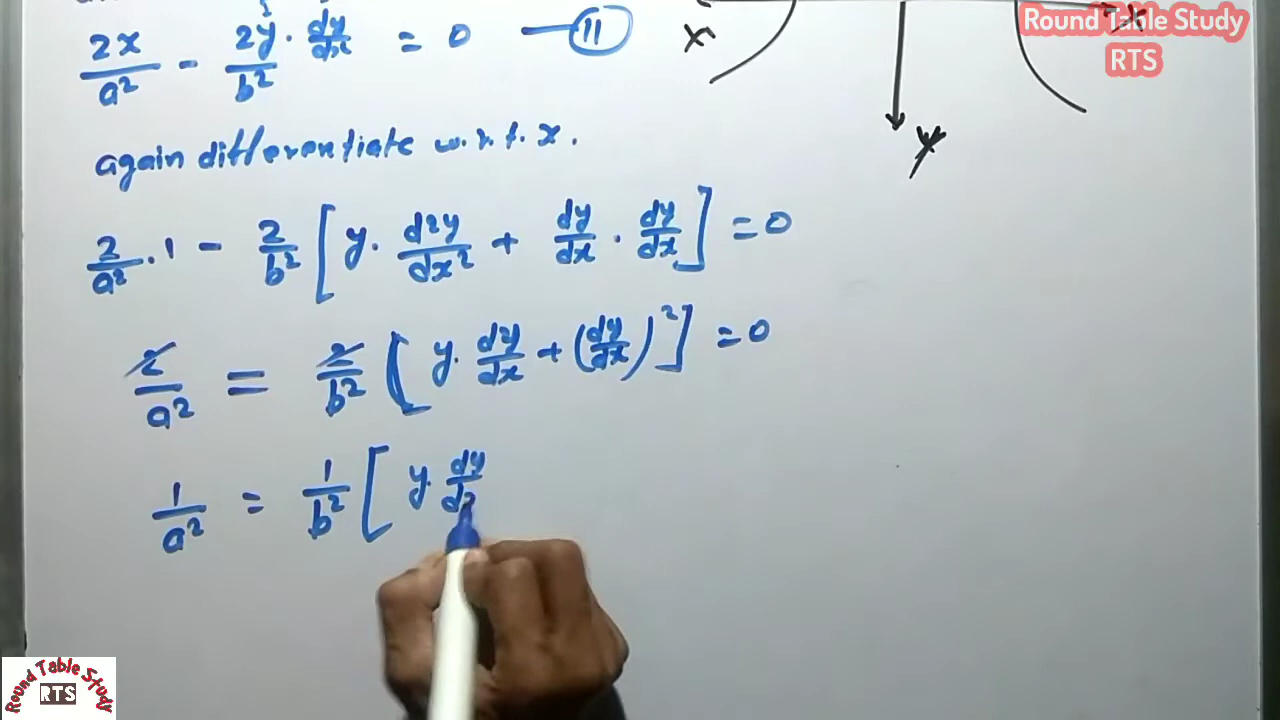 2x/a² - 2y/b² · dy/dx = 0 — (11)
again differentiate w.r.t. x.
2/a² · 1 - 2/b² [ y · d²y/dx² + dy/dx · dy/dx ] = 0
2/a² = 2/b² [ y · dy/dx + (dy/dx)² ] = 0
1/a² = 1/b² [ y · dy/d
x
x
y
Round Table Study
RTS
Round Table Study
RTS